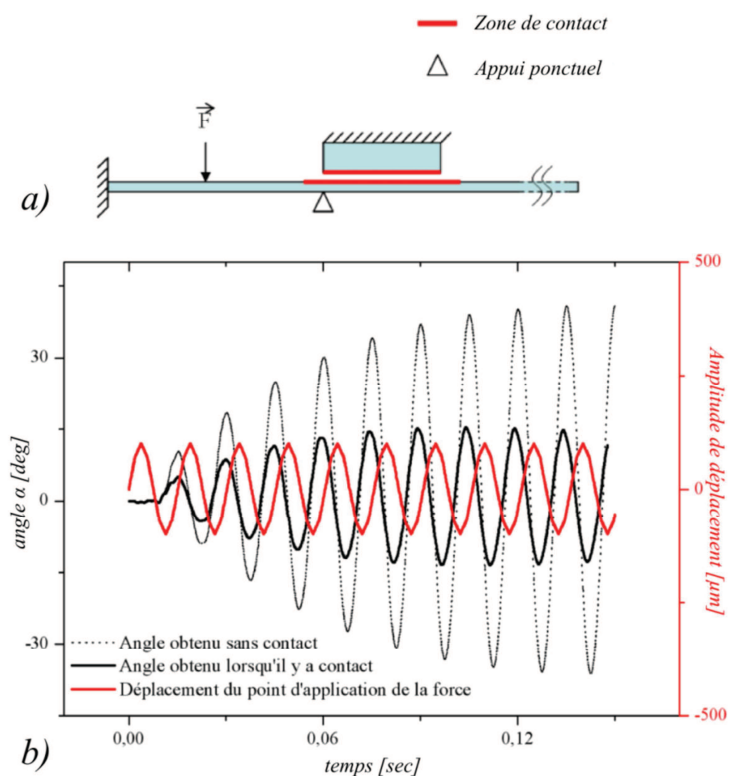 Zone de contact
Appui ponctuel
F
a)
500
30
0
0
-30
-500
angle α [deg]
Amplitude de déplacement [µm]
Angle obtenu sans contact
Angle obtenu lorsqu'il y a contact
Déplacement du point d'application de la force
0,00
0,06
0,12
b)
temps [sec]